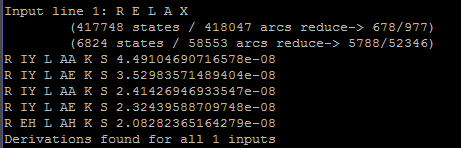 Input line 1: R E L A X
(417748 states / 418047 arcs reduce-> 678/977)
(6824 states / 58553 arcs reduce-> 5788/52346)
R IY L AA K S 4.49104690716578e-08
R IY L AE K S 3.52983571489404e-08
R IY L AA K S 2.41426946933547e-08
R IY L AE K S 2.32439588709748e-08
R EH L AH K S 2.08282365164279e-08
Derivations found for all 1 inputs